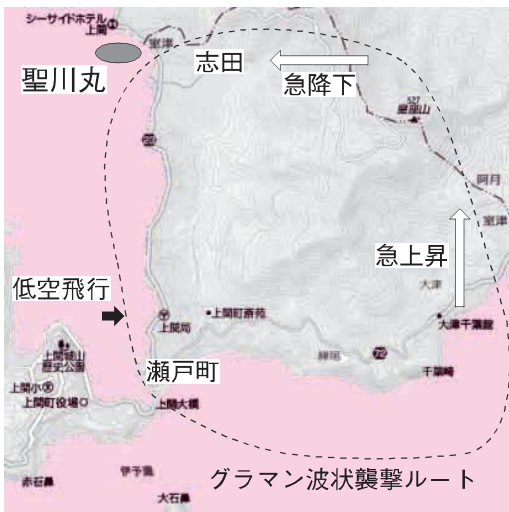 シーサイドホテル
上関
室津
志田
急降下
聖川丸
527
皇座山
阿月
室津
急上昇
大津
低空飛行
上関町斎苑
上関局
大津千葉館
72
上関城山
歴史公園
瀬戸町
千葉崎
上関小
上関町役場
上関大橋
伊予灘
グラマン波状襲撃ルート
赤石鼻
大石鼻